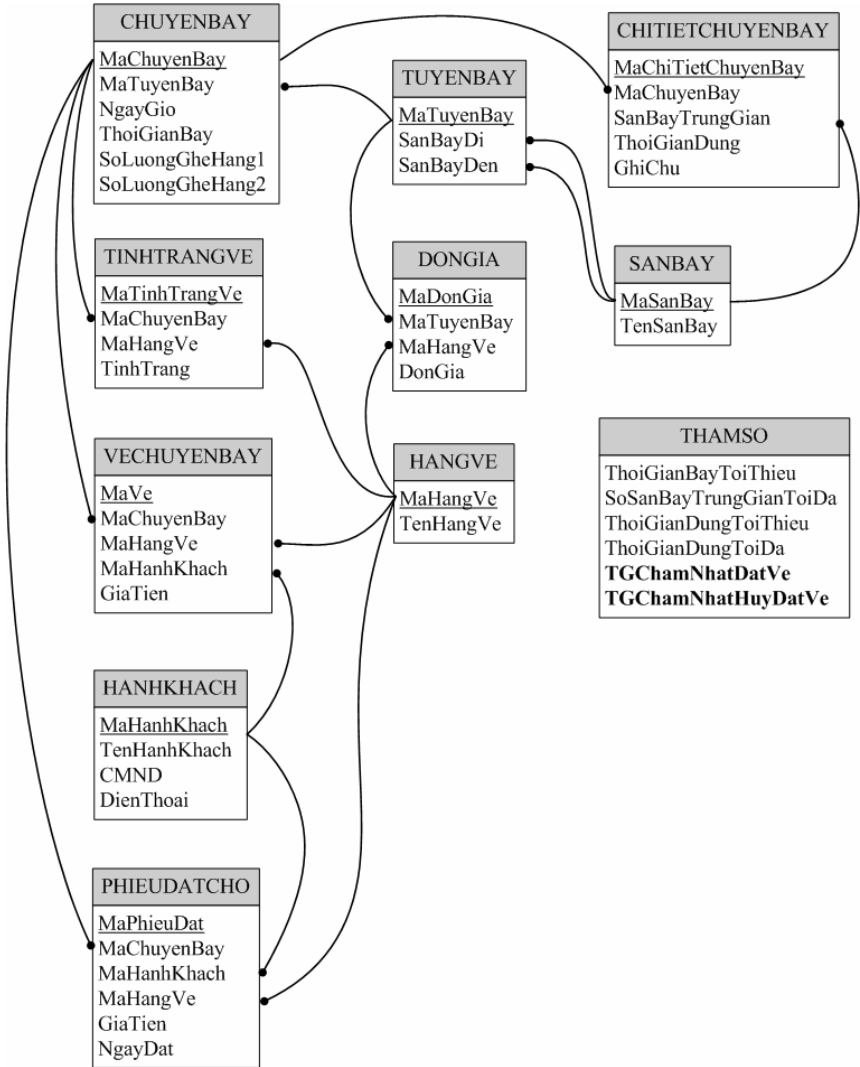 CHUYENBAY
MaChuyenBay
MaTuyenBay
NgayGio
ThoiGianBay
SoLuongGheHang1
SoLuongGheHang2
TUYENBAY
MaTuyenBay
SanBayDi
SanBayDen
CHITIETCHUYENBAY
MaChiTietChuyenBay
MaChuyenBay
SanBayTrungGian
ThoiGianDung
GhiChu
TINHTRANGVE
MaTinhTrangVe
MaChuyenBay
MaHangVe
TinhTrang
DONGIA
MaDonGia
MaTuyenBay
MaHangVe
DonGia
SANBAY
MaSanBay
TenSanBay
VECHUYENBAY
MaVe
MaChuyenBay
MaHangVe
MaHanhKhach
GiaTien
HANGVE
MaHangVe
TenHangVe
THAMSO
ThoiGianBayToiThieu
SoSanBayTrungGianToiDa
ThoiGianDungToiThieu
ThoiGianDungToiDa
TGChamNhatDatVe
TGChamNhatHuyDatVe
HANHKHACH
MaHanhKhach
TenHanhKhach
CMND
DienThoai
PHIEUDATCHO
MaPhieuDat
MaChuyenBay
MaHanhKhach
MaHangVe
GiaTien
NgayDat